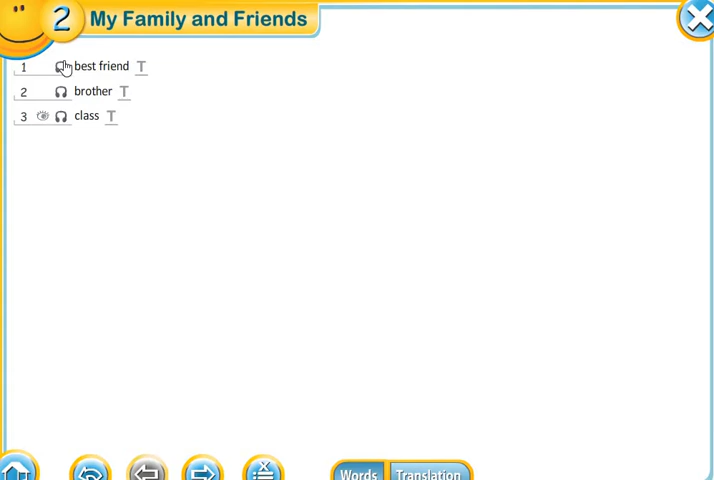 2 My Family and Friends
1 best friend T
2 brother T
3 class T
Words Translation